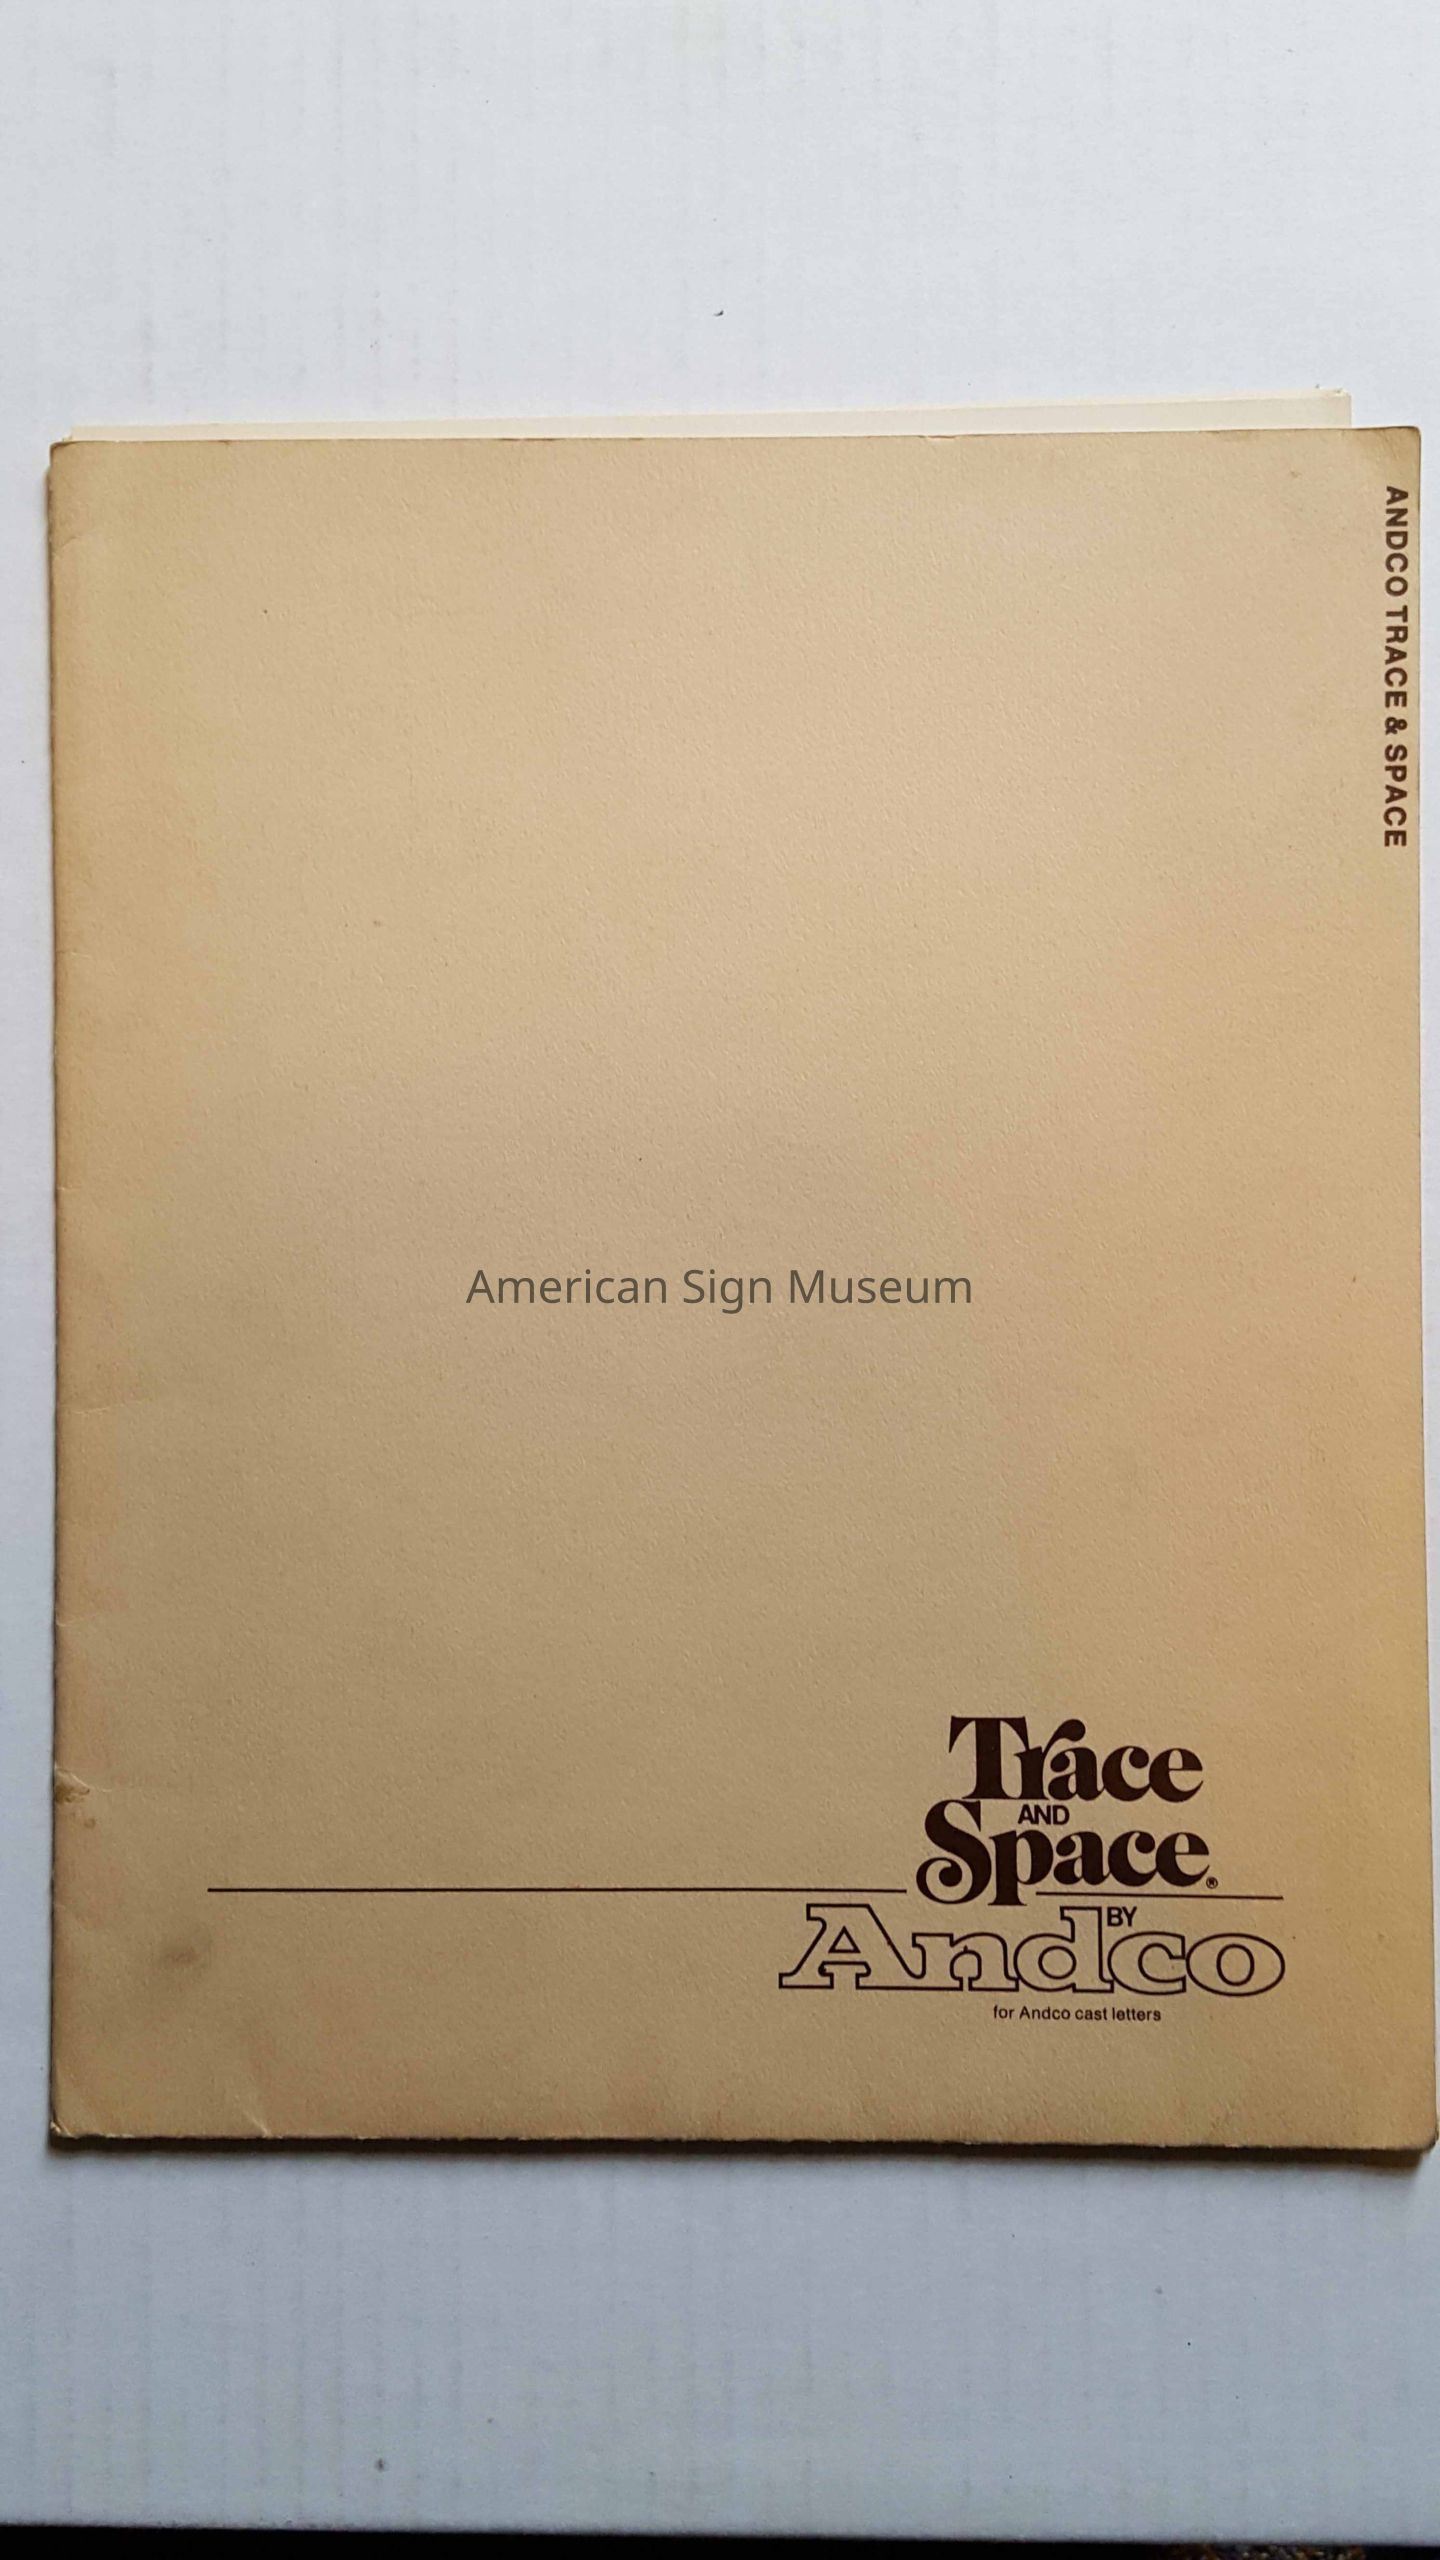 ANDCO TRACE & SPACE
American Sign Museum
Trace
AND
Space®
BY
Andco
for Andco cast letters